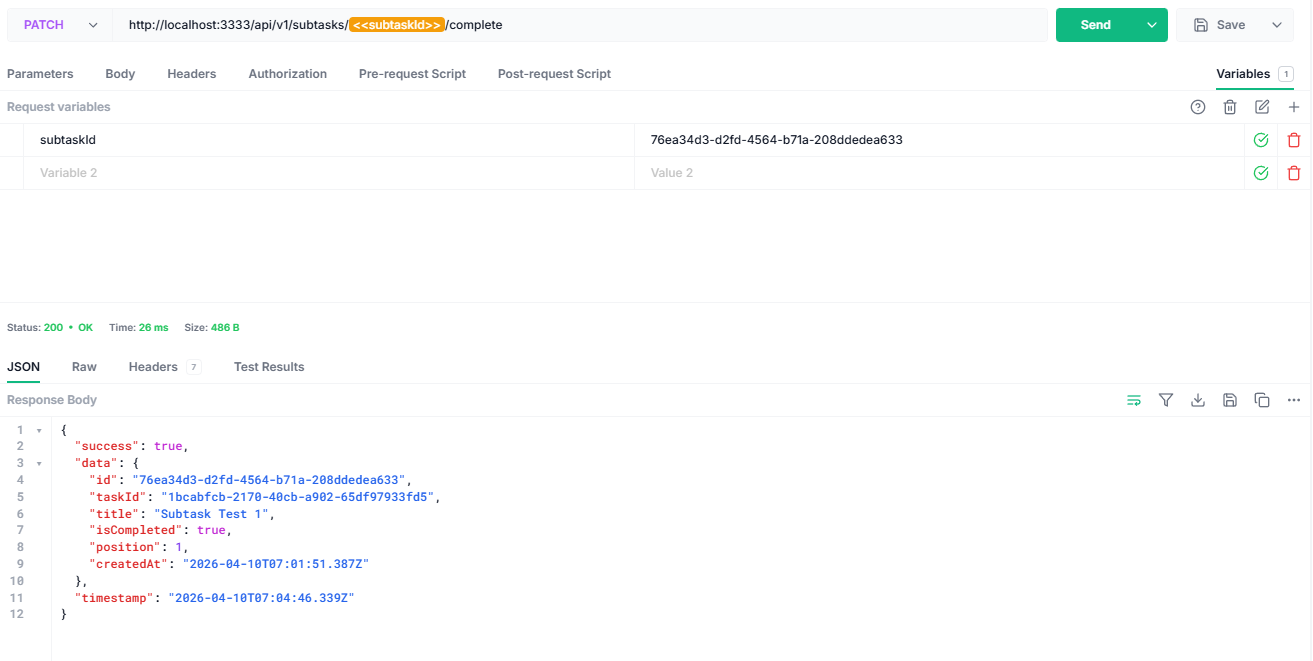 PATCH http://localhost:3333/api/v1/subtasks/<<subtaskId>>/complete Send Save
Parameters Body Headers Authorization Pre-request Script Post-request Script Variables 1
Request variables
subtaskId 76ea34d3-d2fd-4564-b71a-208ddedea633
Variable 2 Value 2
Status: 200 • OK Time: 26 ms Size: 486 B
JSON Raw Headers 7 Test Results
Response Body
1 {
2 "success": true,
3 "data": {
4 "id": "76ea34d3-d2fd-4564-b71a-208ddedea633",
5 "taskId": "1bcabfcb-2170-40cb-a902-65df97933fd5",
6 "title": "Subtask Test 1",
7 "isCompleted": true,
8 "position": 1,
9 "createdAt": "2026-04-10T07:01:51.387Z"
10 },
11 "timestamp": "2026-04-10T07:04:46.339Z"
12 }